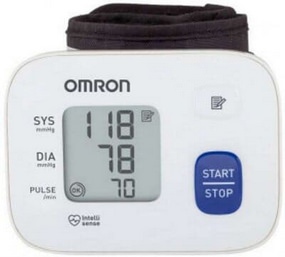 OMRON
SYS
mmHg
118
DIA
mmHg
78
PULSE
/min
OK
70
START
STOP
intelli
sense